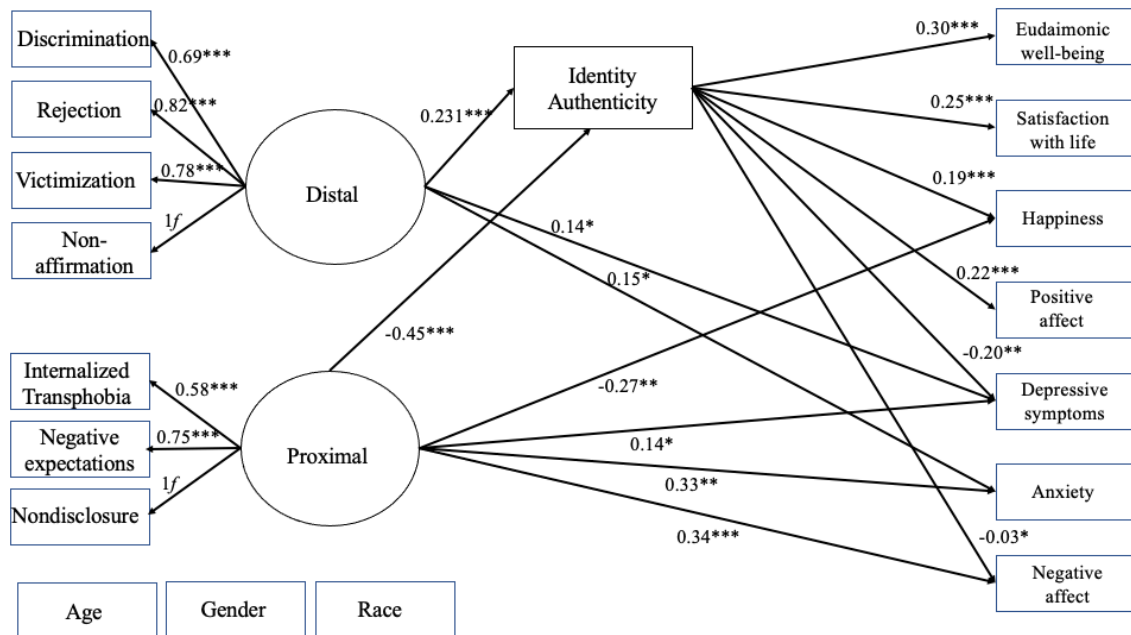 Discrimination
0.69***
Rejection
0.82***
Victimization
0.78***
Non-
affirmation
1f
Distal
0.231***
Identity
Authenticity
0.30***
Eudaimonic
well-being
0.25***
Satisfaction
with life
0.19***
Happiness
0.14*
0.15*
0.22***
Positive
affect
-0.45***
-0.20**
Internalized
Transphobia
0.58***
-0.27**
Depressive
symptoms
Negative
expectations
0.75***
Proximal
0.14*
Nondisclosure
1f
0.33**
Anxiety
0.34***
-0.03*
Negative
affect
Age
Gender
Race